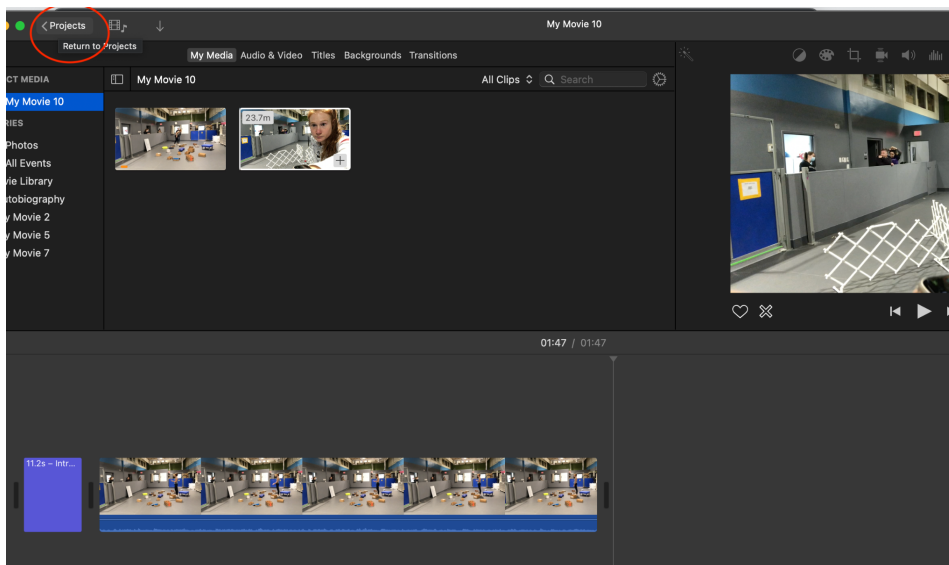 Projects
My Movie 10
Return to Projects
My Media Audio & Video Titles Backgrounds Transitions
CT MEDIA
My Movie 10
All Clips
Search
My Movie 10
RIES
Photos
All Events
vie Library
utobiography
y Movie 2
y Movie 5
y Movie 7
23.7m
01:47 / 01:47
11.2s – Intr...